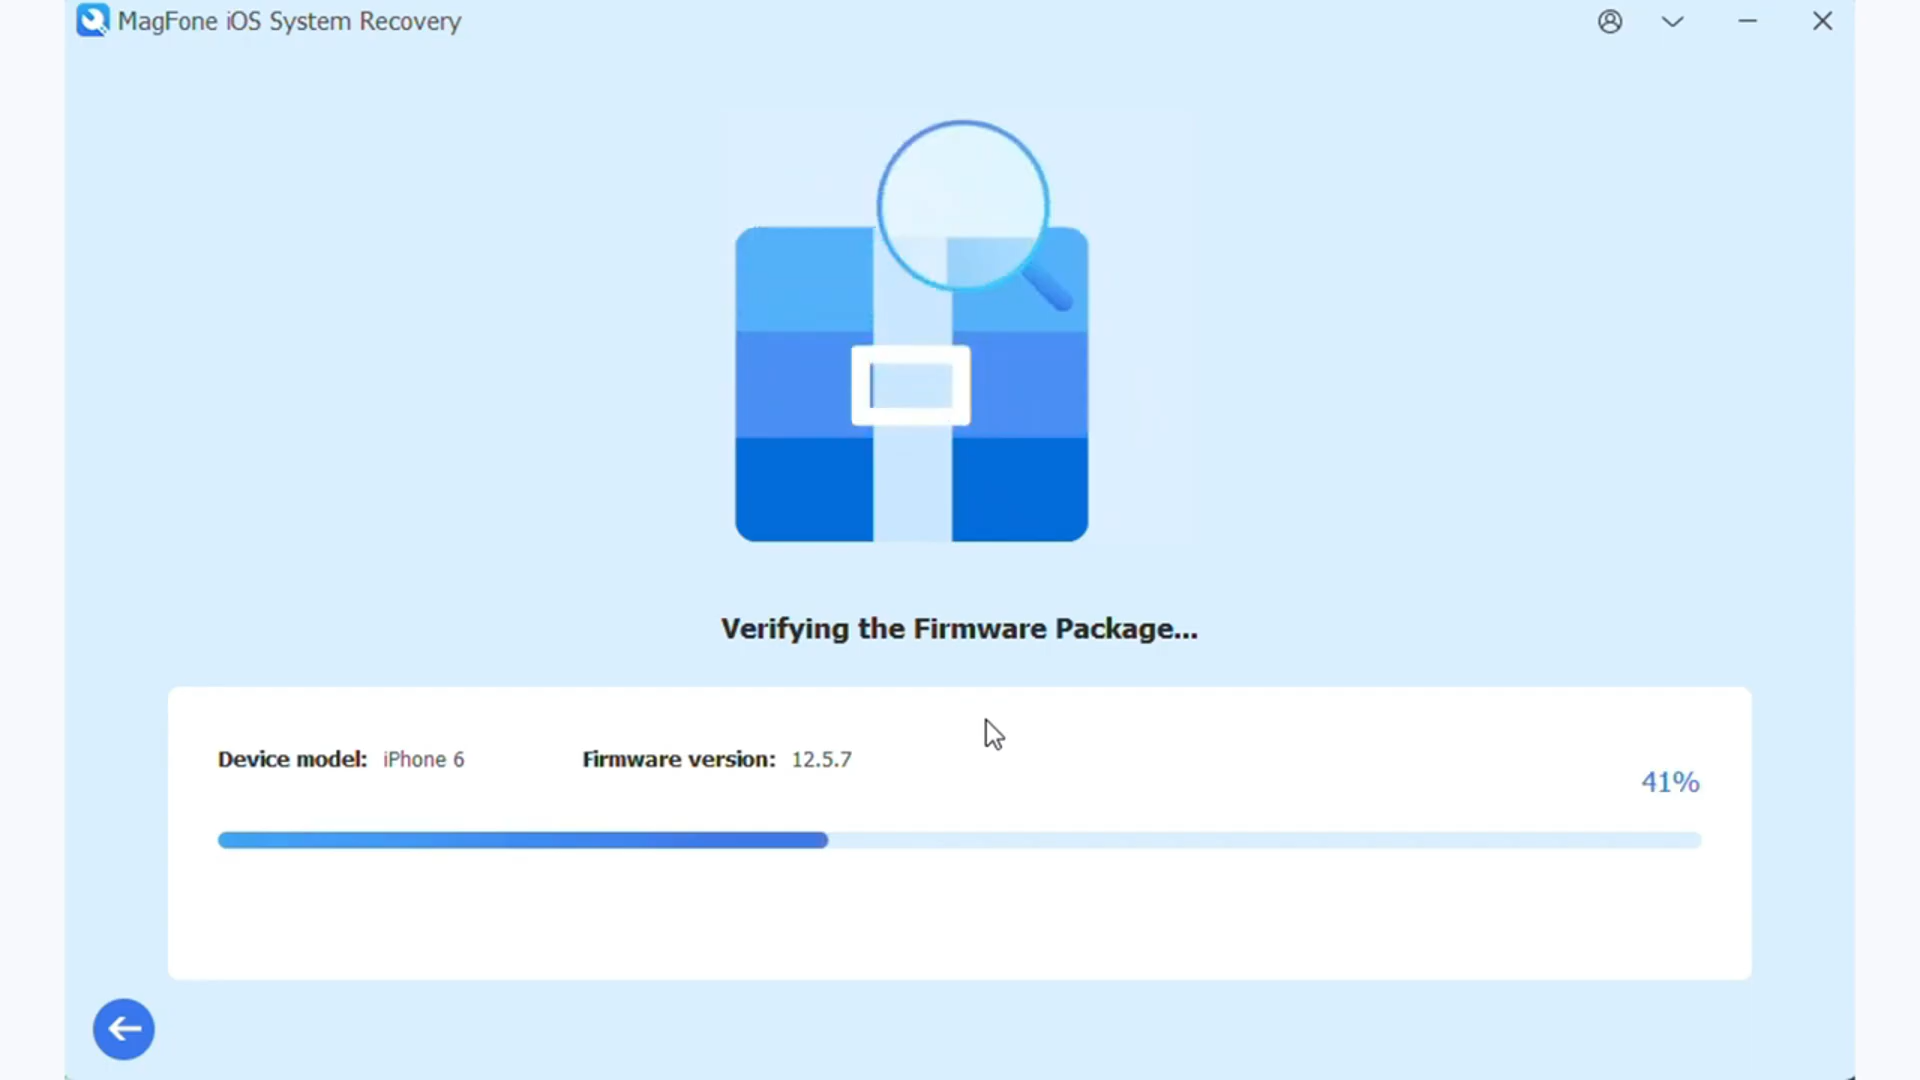 MagFone iOS System Recovery
Verifying the Firmware Package...
Device model: iPhone 6 Firmware version: 12.5.7
41%